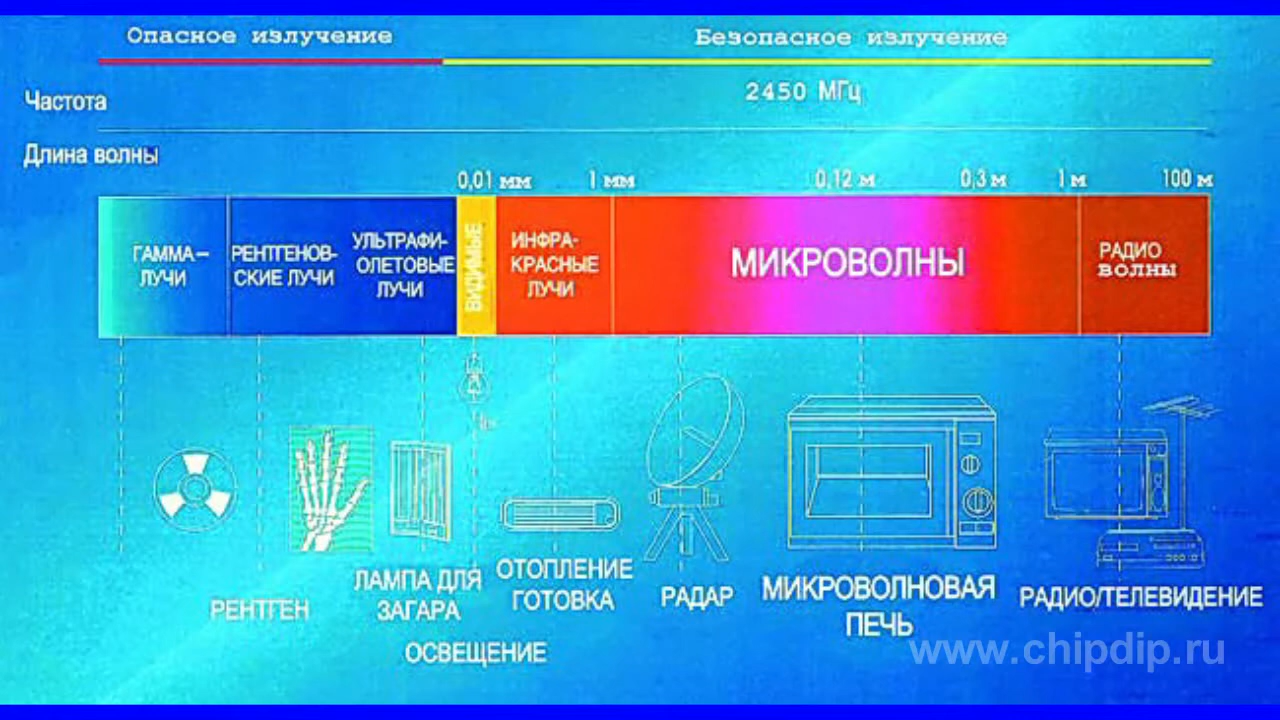 Опасное излучение
Безопасное излучение
Частота
2450 МГц
Длина волны
0,01 мм
1 мм
0,12 м
0,3 м
1 м
100 м
ГАММА–
ЛУЧИ
РЕНТГЕНОВ-
СКИЕ ЛУЧИ
УЛЬТРАФИ-
ОЛЕТОВЫЕ
ЛУЧИ
ВИДИМЫЕ
ИНФРА-
КРАСНЫЕ
ЛУЧИ
МИКРОВОЛНЫ
РАДИО
ВОЛНЫ
РЕНТГЕН
ЛАМПА ДЛЯ
ЗАГАРА
ОСВЕЩЕНИЕ
ОТОПЛЕНИЕ
ГОТОВКА
РАДАР
МИКРОВОЛНОВАЯ
ПЕЧЬ
РАДИО/ТЕЛЕВИДЕНИЕ
www.chipdip.ru